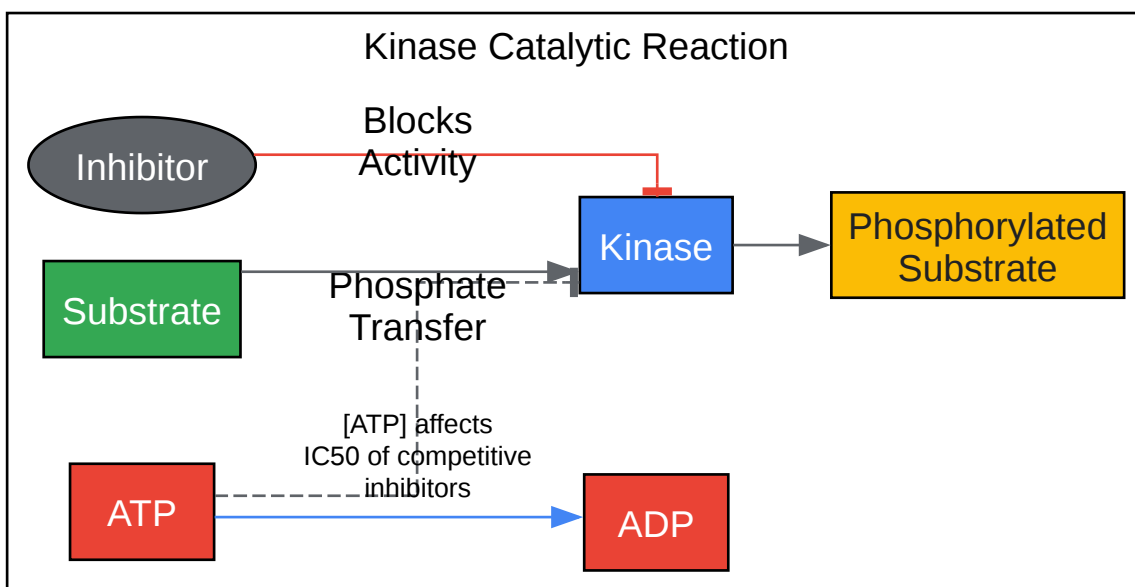 Kinase Catalytic Reaction
Blocks
Activity
Inhibitor
Kinase
Phosphorylated
Substrate
Substrate
Phosphate
Transfer
[ATP] affects
IC50 of competitive
inhibitors
ATP
ADP